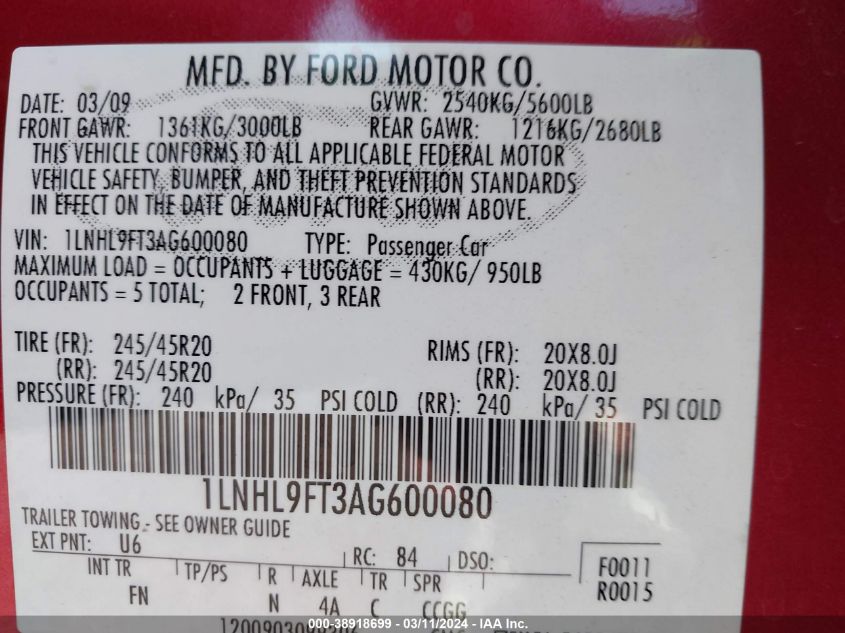 MFD. BY FORD MOTOR CO.
DATE: 03/09 GVWR: 2540KG/5600LB
FRONT GAWR: 1361KG/3000LB REAR GAWR: 1216KG/2680LB
THIS VEHICLE CONFORMS TO ALL APPLICABLE FEDERAL MOTOR
VEHICLE SAFETY, BUMPER, AND THEFT PREVENTION STANDARDS
IN EFFECT ON THE DATE OF MANUFACTURE SHOWN ABOVE.
VIN: 1LNHL9FT3AG600080 TYPE: Passenger Car
MAXIMUM LOAD = OCCUPANTS + LUGGAGE = 430KG/ 950LB
OCCUPANTS = 5 TOTAL; 2 FRONT, 3 REAR
TIRE (FR): 245/45R20 RIMS (FR): 20X8.0J
(RR): 245/45R20 (RR): 20X8.0J
PRESSURE (FR): 240 kPa/ 35 PSI COLD (RR): 240 kPa/ 35 PSI COLD
1LNHL9FT3AG600080
TRAILER TOWING - SEE OWNER GUIDE
EXT PNT: U6 RC: 84 DSO: F0011
INT TR TP/PS R AXLE TR SPR R0015
FN N 4A C CCGG
000-38918699 - 03/11/2024 - IAAI, Inc.